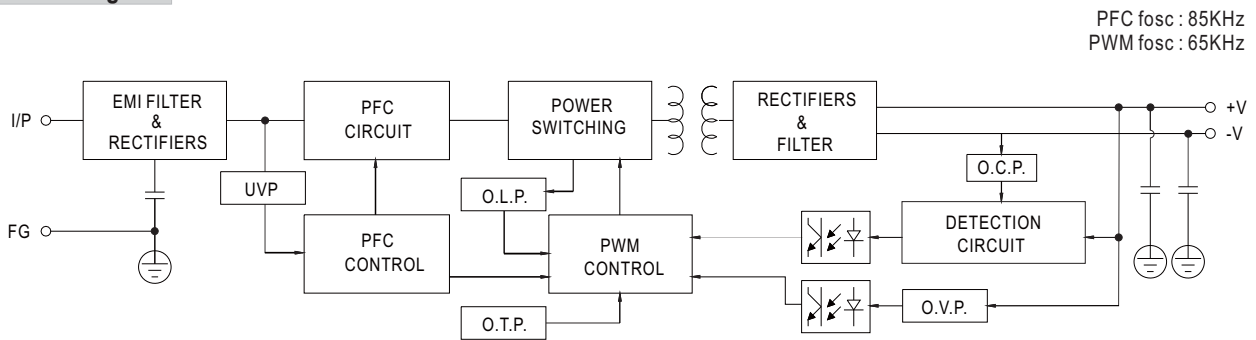 PFC fosc : 85KHz
PWM fosc : 65KHz
I/P
EMI FILTER
&
RECTIFIERS
PFC
CIRCUIT
POWER
SWITCHING
RECTIFIERS
&
FILTER
+V
-V
UVP
O.L.P.
O.C.P.
FG
PFC
CONTROL
PWM
CONTROL
DETECTION
CIRCUIT
O.T.P.
O.V.P.